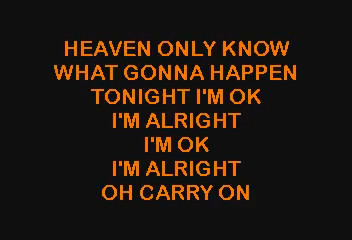 HEAVEN ONLY KNOW
WHAT GONNA HAPPEN
TONIGHT I'M OK
I'M ALRIGHT
I'M OK
I'M ALRIGHT
OH CARRY ON